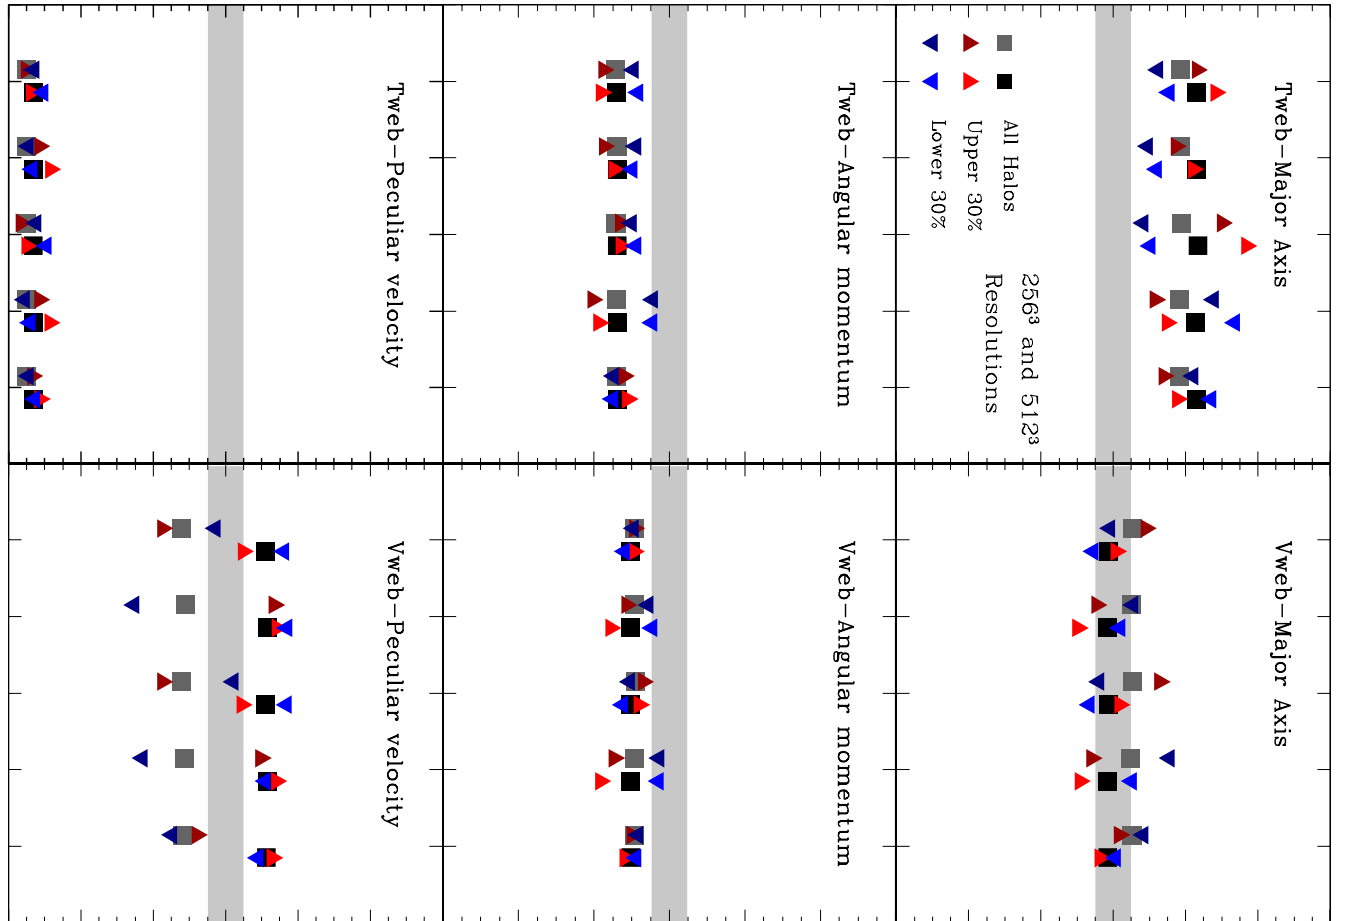 Tweb−Major Axis
All Halos
Upper 30%
Lower 30%
256³ and 512³
Resolutions
Vweb−Major Axis
Tweb−Angular momentum
Vweb−Angular momentum
Tweb−Peculiar velocity
Vweb−Peculiar velocity